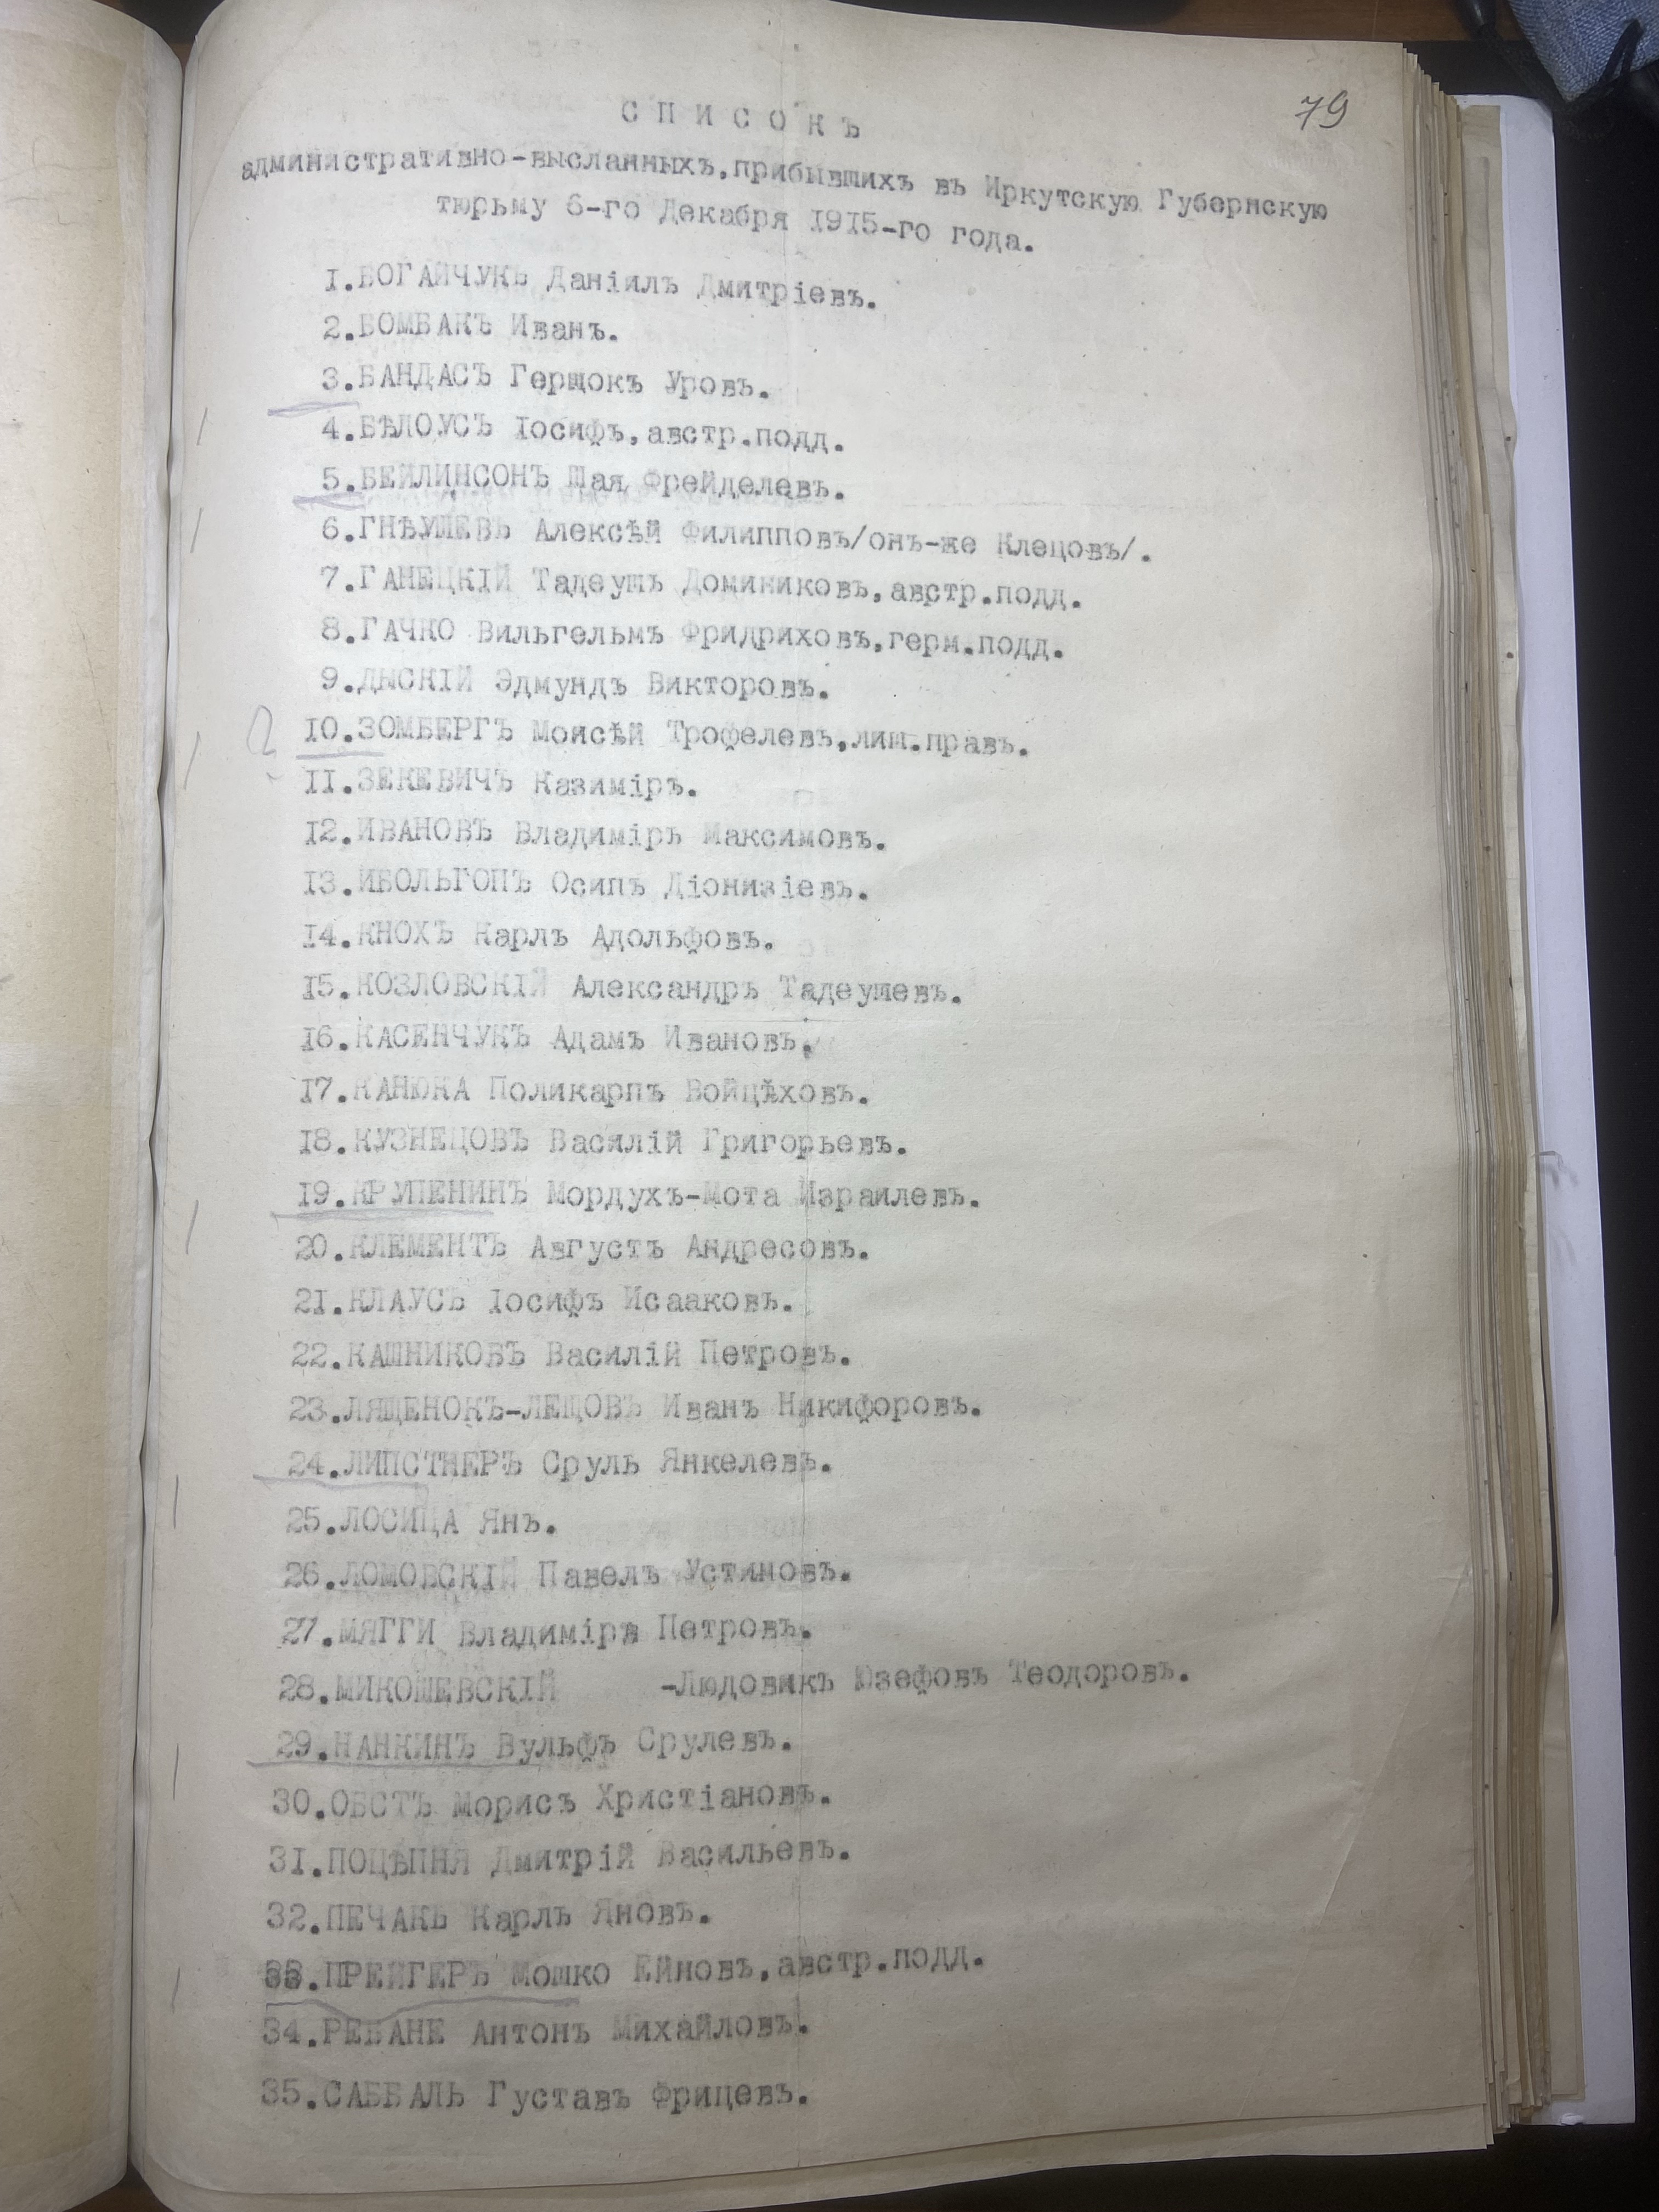 79
СПИСОКЪ
административно-высланныхъ,прибывшихъ въ Иркутскую Губернскую
тюрьму 6-го Декабря 1915-го года.
1.БОГАЙЧУКЪ Даніилъ Дмитріевъ.
2.БОМБАКЪ Иванъ.
3.БАНДАСЪ Гершокъ Уровъ.
4.БѢЛОУСЪ Іосифъ,австр.подд.
5.БЕЙЛИНСОНЪ Шая Фрейделевъ.
6.ГНѢУШЕВЪ Алексѣй Филипповъ/онъ-же Клецовъ/.
7.ГАНЕЦКІЙ Тадеушъ Доминиковъ,австр.подд.
8.ГАЧКО Вильгельмъ Фридриховъ,герм.подд.
9.ДЫСКІЙ Эдмундъ Викторовъ.
10.ЗОМБЕРГЪ Моисѣй Трофелевъ,лиш.правъ.
11.ЗЕКЕВИЧЪ Казиміръ.
12.ИВАНОВЪ Владиміръ Максимовъ.
13.ИВОЛЬГОПЪ Осипъ Діонизіевъ.
14.КНОХЪ Карлъ Адольфовъ.
15.КОЗЛОВСКІЙ Александръ Тадеушевъ.
16.КАСЕНЧУКЪ Адамъ Ивановъ.
17.КАНЮКА Поликарпъ Войцѣховъ.
18.КУЗНЕЦОВЪ Василій Григорьевъ.
19.КРУПЕНИНЪ Мордухъ-Мота Израилевъ.
20.КЛЕМЕНТЪ Августъ Андресовъ.
21.КЛАУСЪ Іосифъ Исааковъ.
22.КАШНИКОВЪ Василій Петровъ.
23.ЛЯЩЕНОКЪ-ЛЕЩОВЪ Иванъ Никифоровъ.
24.ЛИПСТНЕРЪ Сруль Янкелевъ.
25.ЛОСИЦА Янъ.
26.ЛОМОВСКІЙ Павелъ Устиновъ.
27.МЯГГИ Владиміръ Петровъ.
28.МИКОШЕВСКІЙ -Людовикъ Юзефовъ Теодоровъ.
29.НАНКИНЪ Вульфъ Срулевъ.
30.ОБСТЪ Морисъ Христіановъ.
31.ПОЦѢПНЯ Дмитрій Васильевъ.
32.ПЕЧАКЪ Карлъ Яновъ.
33.ПРЕЙГЕРЪ Мошко Ейновъ,австр.подд.
34.РЕБАНЕ Антонъ Михайловъ.
35.САББАЛЬ Густавъ Фрицевъ.